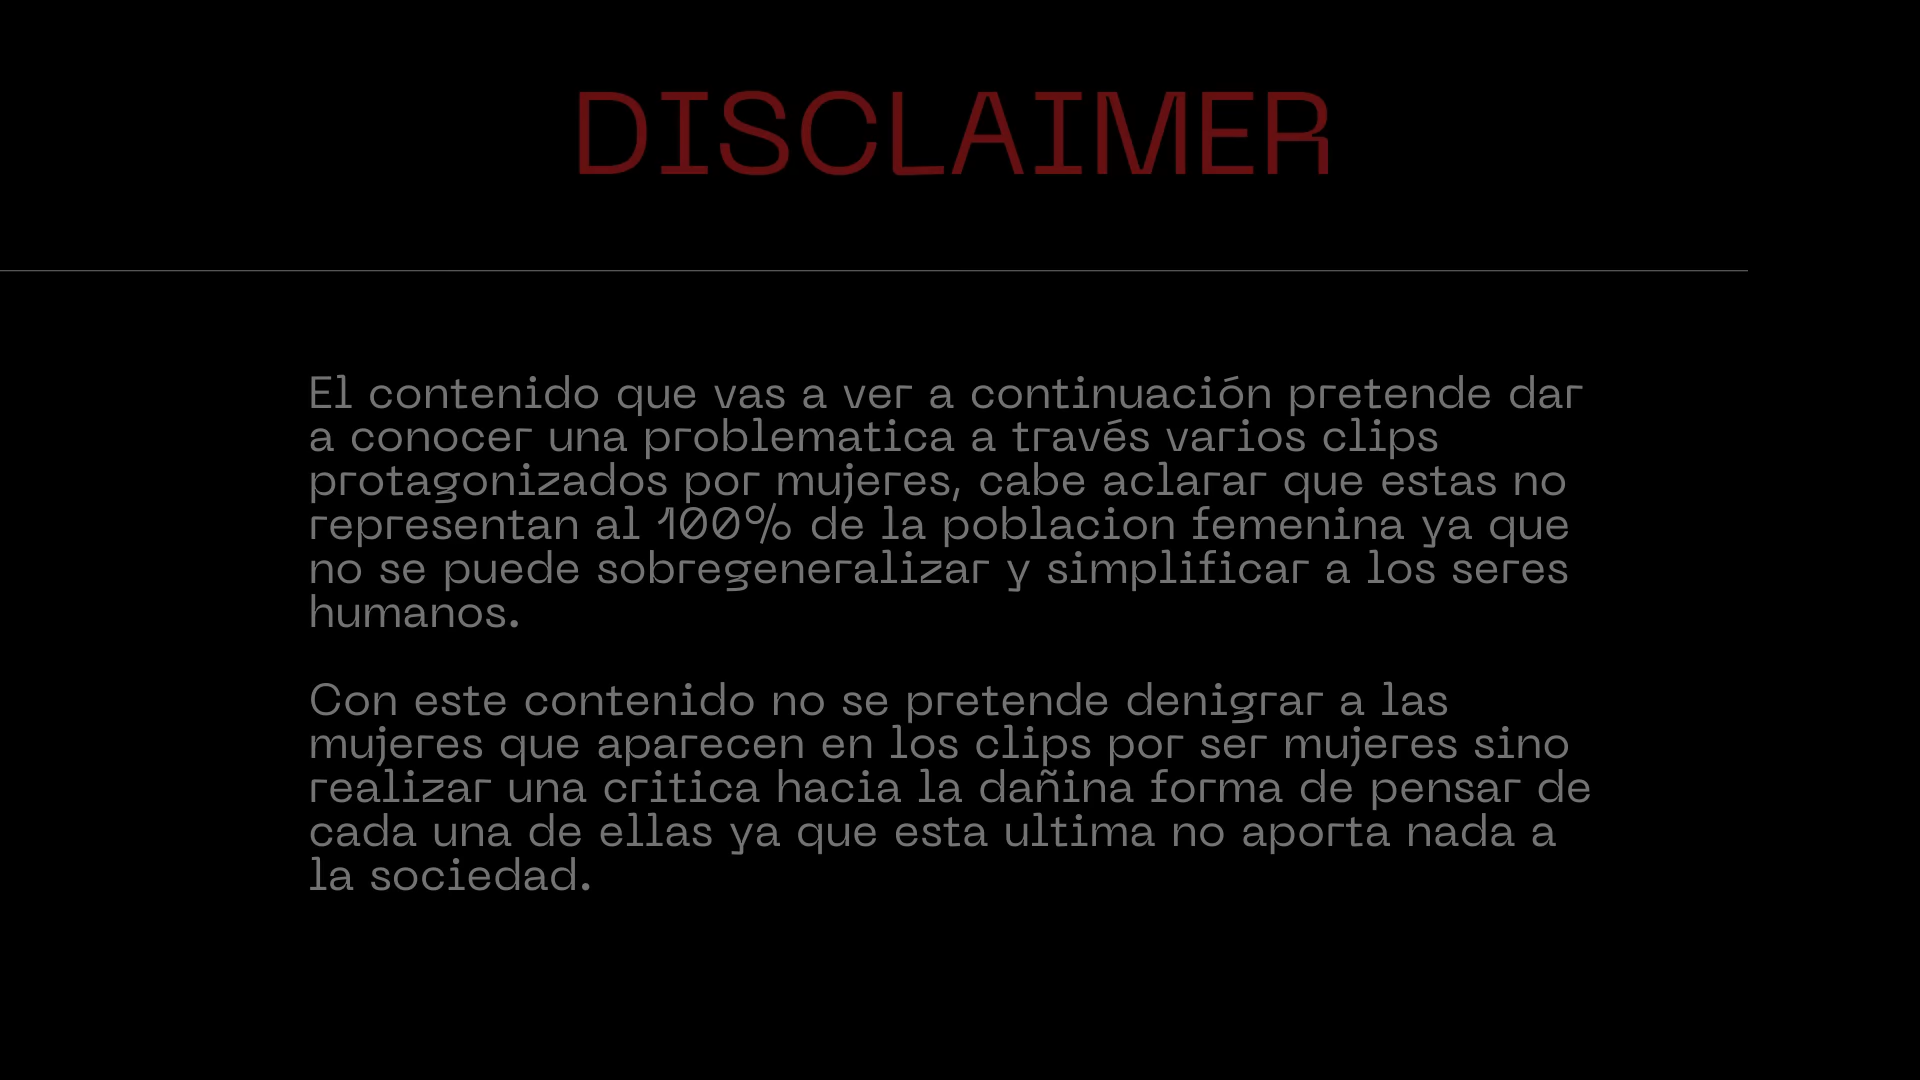 DISCLAIMER
El contenido que vas a ver a continuación pretende dar
a conocer una problematica a través varios clips
protagonizados por mujeres, cabe aclarar que estas no
representan al 100% de la poblacion femenina ya que
no se puede sobregeneralizar y simplificar a los seres
humanos.
Con este contenido no se pretende denigrar a las
mujeres que aparecen en los clips por ser mujeres sino
realizar una critica hacia la dañina forma de pensar de
cada una de ellas ya que esta ultima no aporta nada a
la sociedad.